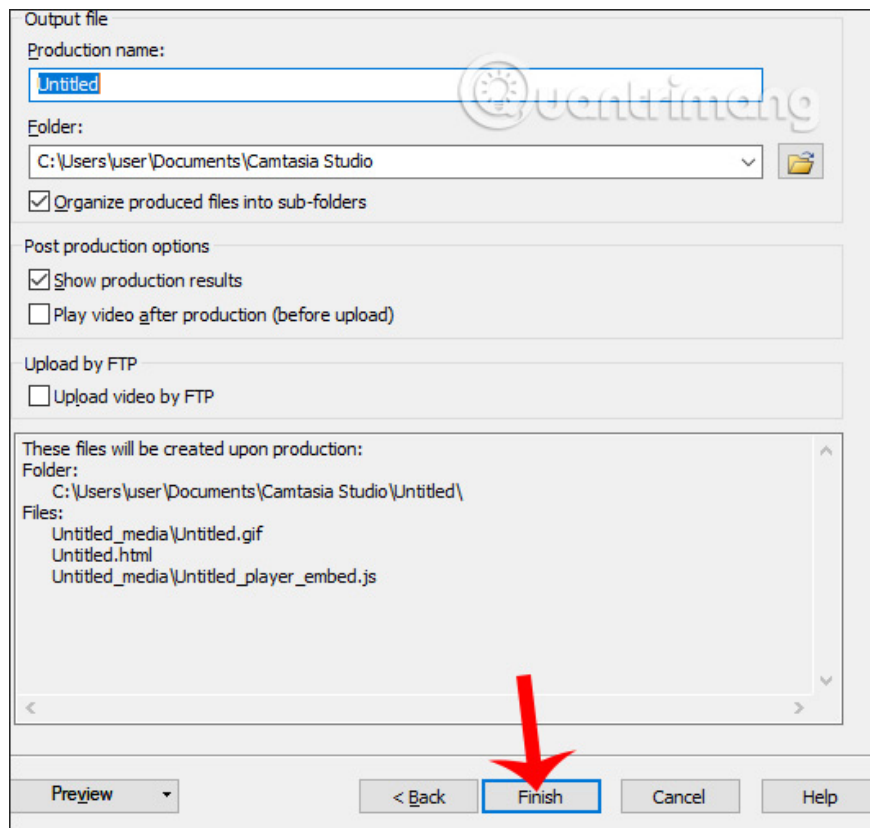 Output file
Production name:
Untitled
Quantrimang
Folder:
C:\Users\user\Documents\Camtasia Studio
Organize produced files into sub-folders
Post production options
Show production results
Play video after production (before upload)
Upload by FTP
Upload video by FTP
These files will be created upon production:
Folder:
C:\Users\user\Documents\Camtasia Studio\Untitled\
Files:
Untitled_media\Untitled.gif
Untitled.html
Untitled_media\Untitled_player_embed.js
Preview < Back Finish Cancel Help